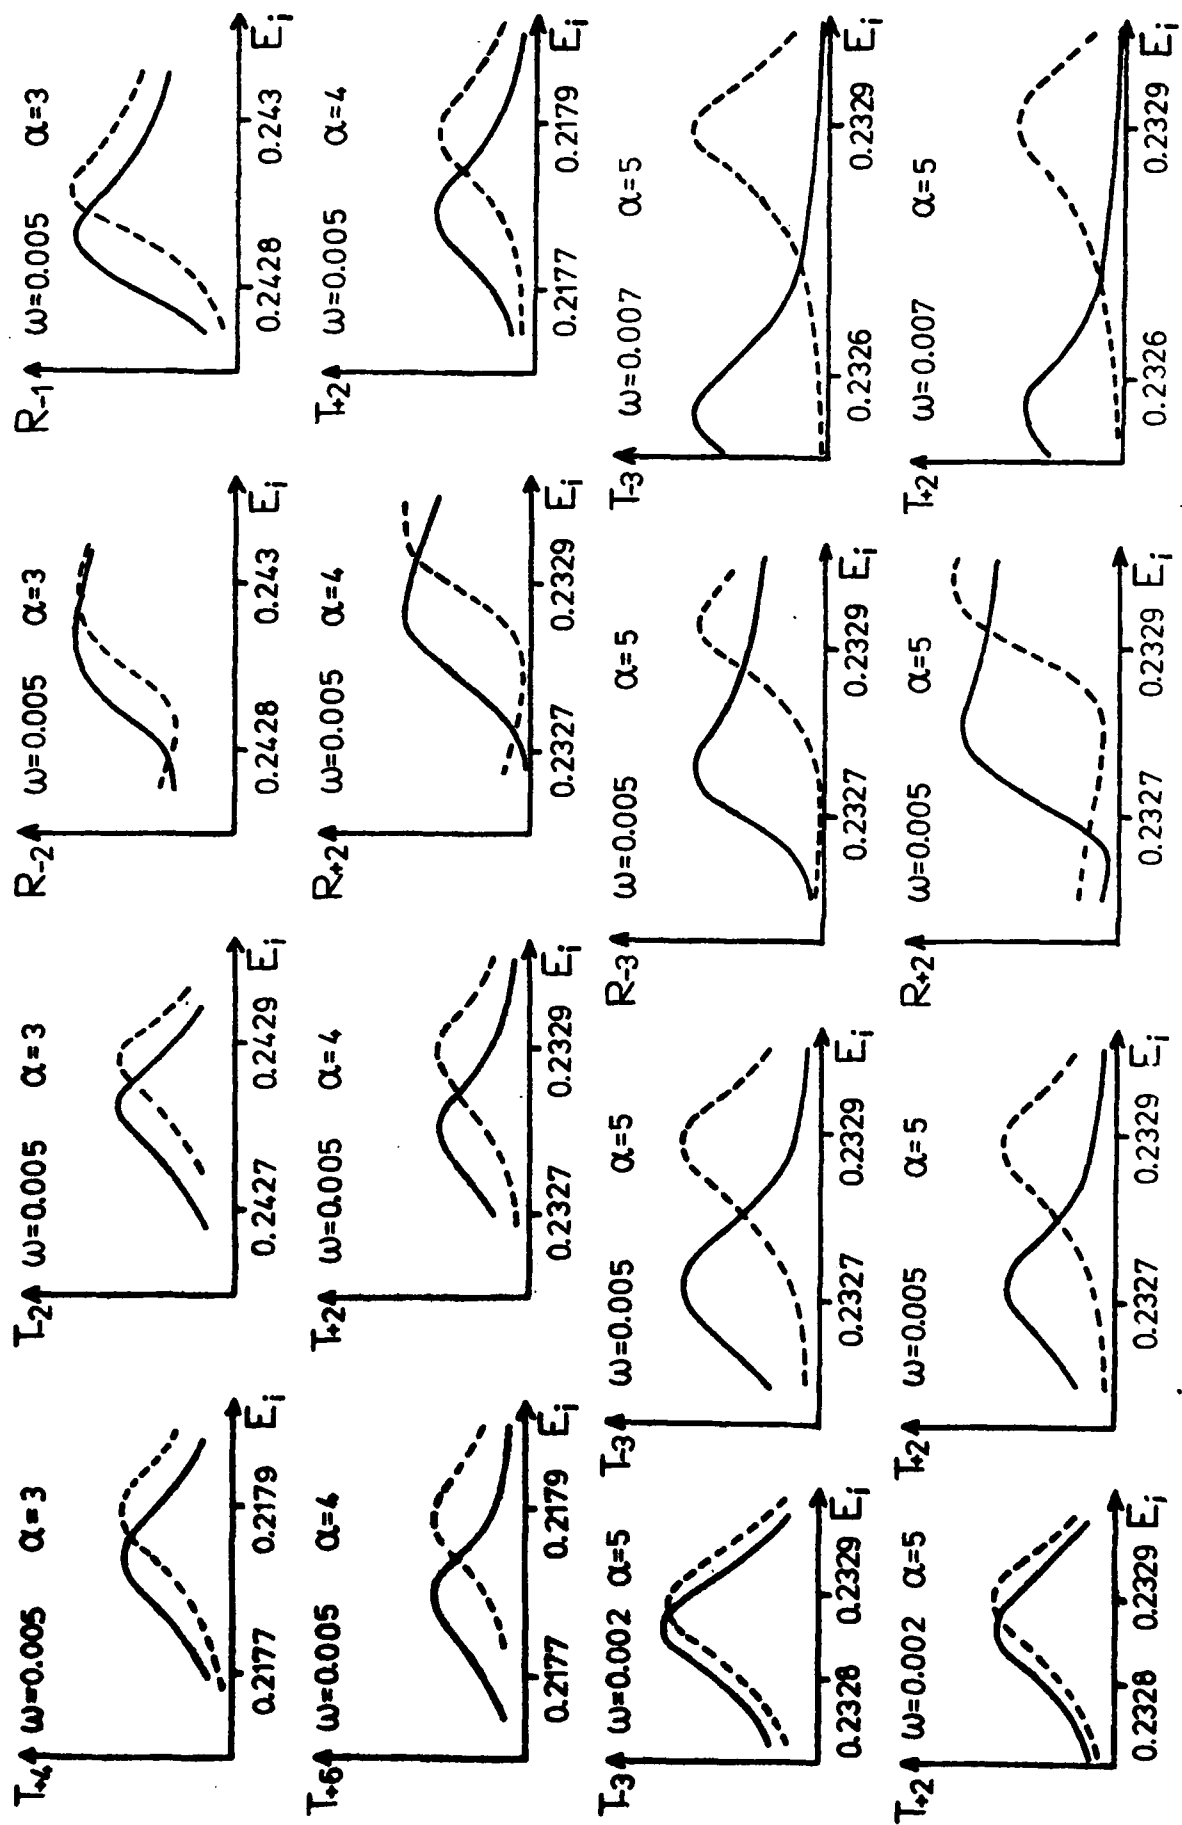 T+4 ω=0.005 α=3
0.2177 0.2179 Ei
T-2 ω=0.005 α=3
0.2427 0.2429 Ei
R-2 ω=0.005 α=3
0.2428 0.243 Ei
R-1 ω=0.005 α=3
0.2428 0.243 Ei
T+6 ω=0.005 α=4
0.2177 0.2179 Ei
T+2 ω=0.005 α=4
0.2327 0.2329 Ei
R+2 ω=0.005 α=4
0.2327 0.2329 Ei
T+2 ω=0.005 α=4
0.2177 0.2179 Ei
T-3 ω=0.002 α=5
0.2328 0.2329 Ei
T-3 ω=0.005 α=5
0.2327 0.2329 Ei
R-3 ω=0.005 α=5
0.2327 0.2329 Ei
T-3 ω=0.007 α=5
0.2326 0.2329 Ei
T+2 ω=0.002 α=5
0.2328 0.2329 Ei
T+2 ω=0.005 α=5
0.2327 0.2329 Ei
R+2 ω=0.005 α=5
0.2327 0.2329 Ei
T+2 ω=0.007 α=5
0.2326 0.2329 Ei